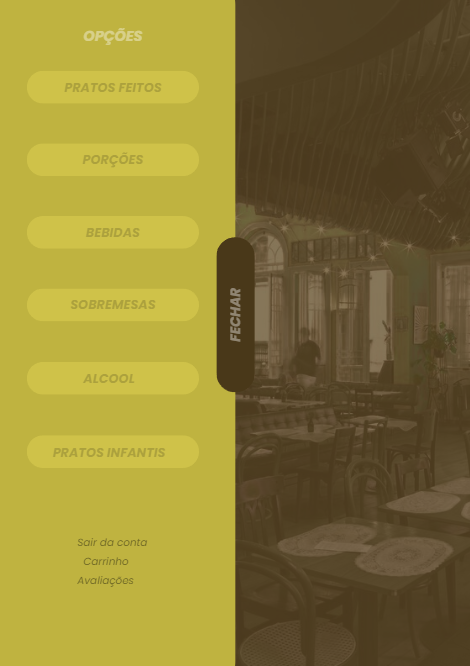 OPÇÕES
PRATOS FEITOS
PORÇÕES
BEBIDAS
SOBREMESAS
ALCOOL
PRATOS INFANTIS
FECHAR
Sair da conta
Carrinho
Avaliações